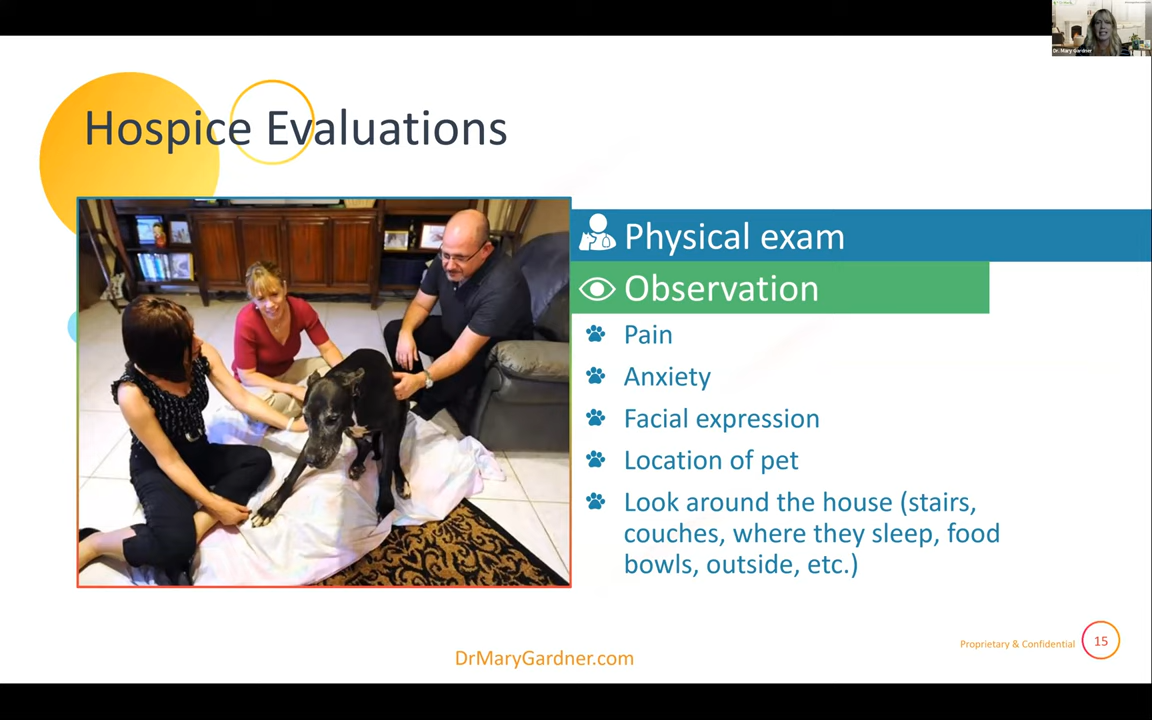 Dr. Mary Gardner
Hospice Evaluations
Physical exam
Observation
Pain
Anxiety
Facial expression
Location of pet
Look around the house (stairs,
couches, where they sleep, food
bowls, outside, etc.)
DrMaryGardner.com
Proprietary & Confidential
15